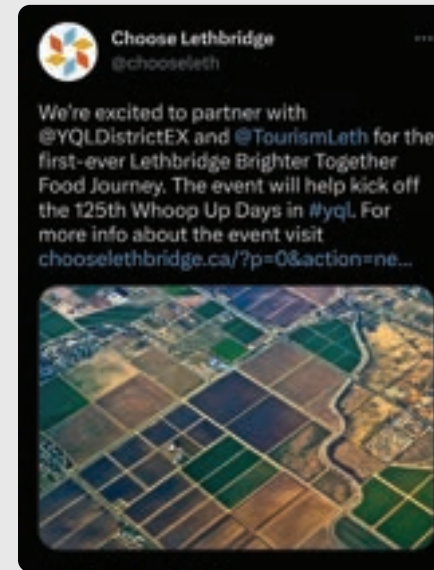 Choose Lethbridge
@chooseleth
We're excited to partner with
@YQLDistrictEX and @TourismLeth for the
first-ever Lethbridge Brighter Together
Food Journey. The event will help kick off
the 125th Whoop Up Days in #yql. For
more info about the event visit
chooselethbridge.ca/?p=0&action=ne...